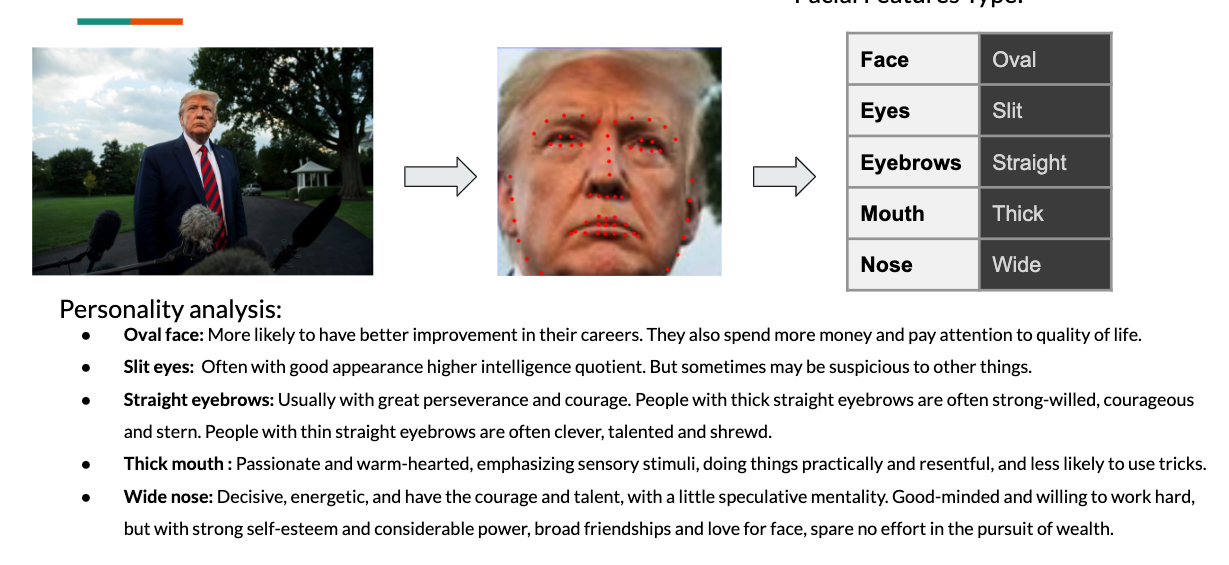 Facial Features Type:
Face Oval
Eyes Slit
Eyebrows Straight
Mouth Thick
Nose Wide
Personality analysis:
● Oval face: More likely to have better improvement in their careers. They also spend more money and pay attention to quality of life.
● Slit eyes:  Often with good appearance higher intelligence quotient. But sometimes may be suspicious to other things.
● Straight eyebrows: Usually with great perseverance and courage. People with thick straight eyebrows are often strong-willed, courageous
and stern. People with thin straight eyebrows are often clever, talented and shrewd.
● Thick mouth : Passionate and warm-hearted, emphasizing sensory stimuli, doing things practically and resentful, and less likely to use tricks.
● Wide nose: Decisive, energetic, and have the courage and talent, with a little speculative mentality. Good-minded and willing to work hard,
but with strong self-esteem and considerable power, broad friendships and love for face, spare no effort in the pursuit of wealth.